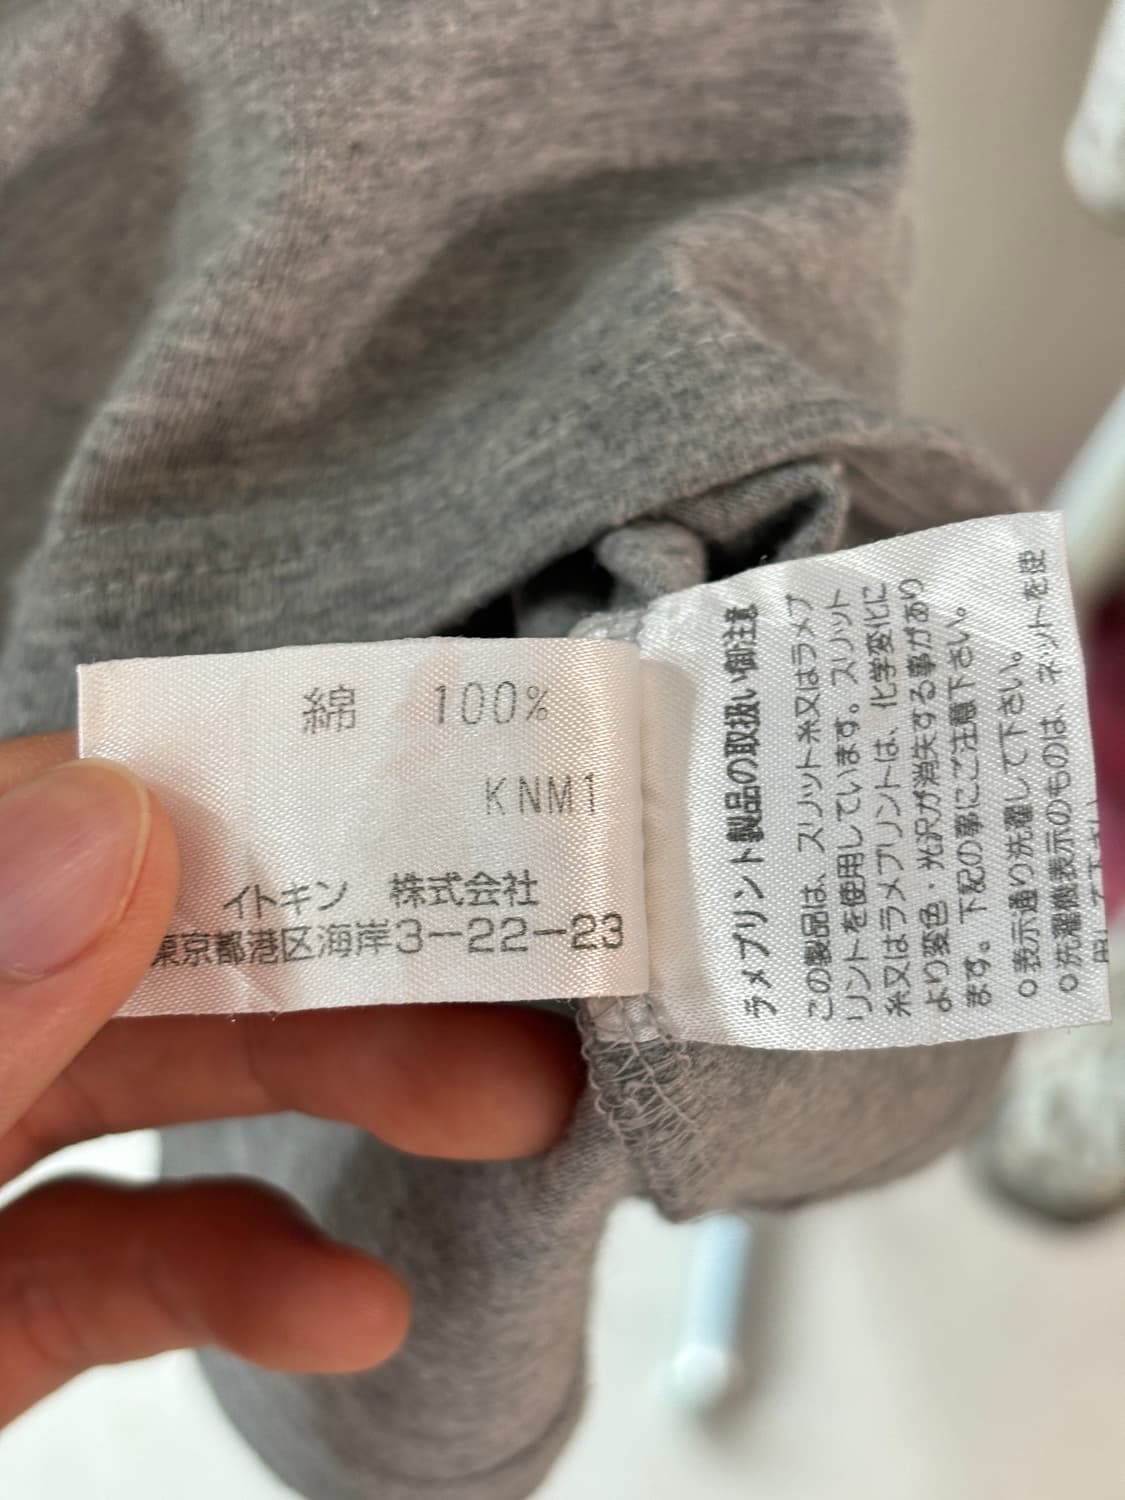 綿 100%
KNM1
イトキン 株式会社
東京都港区海岸3-22-23
ラメプリント製品の取扱い御注意
この製品は、スリット糸又はラメプ
リントを使用しています。スリット
糸又はラメプリントは、化学変化に
より変色・光沢が消失する事があり
ます。下記の事にご注意下さい。
○表示通り洗濯して下さい。
○洗濯機表示のものは、ネットを使
用して下さい